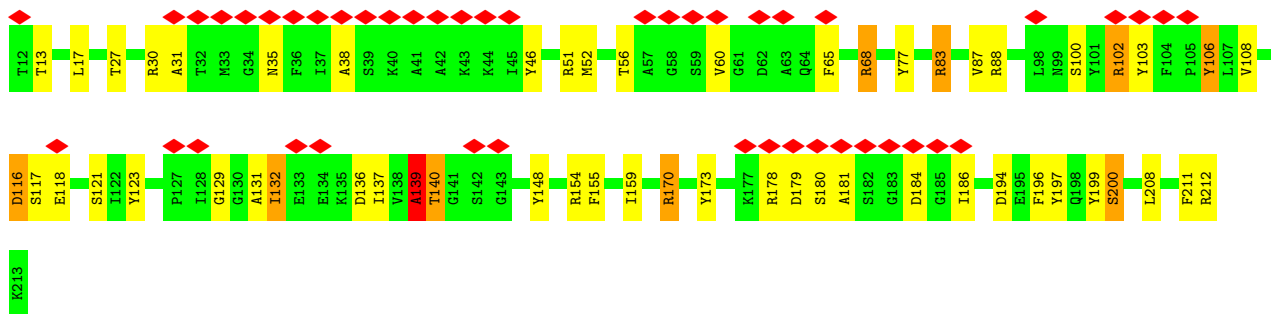 T12 T13 L17 T27 R30 A31 T32 M33 G34 N35 F36 I37 A38 S39 K40 A41 A42 K43 K44 I45 Y46 R51 M52 T56 A57 G58 S59 V60 G61 D62 A63 Q64 F65 R68 Y77 R83 V87 R88 L98 N99 S100 Y101 R102 Y103 F104 P105 Y106 L107 V108
D116 S117 E118 S121 I122 Y123 P127 I128 G129 G130 A131 I132 E133 E134 K135 D136 I137 V138 A139 T140 G141 S142 G143 Y148 R154 F155 I159 R170 Y173 K177 R178 D179 S180 A181 S182 G183 D184 G185 I186 D194 E195 F196 Y197 Q198 Y199 S200 L208 F211 R212
K213